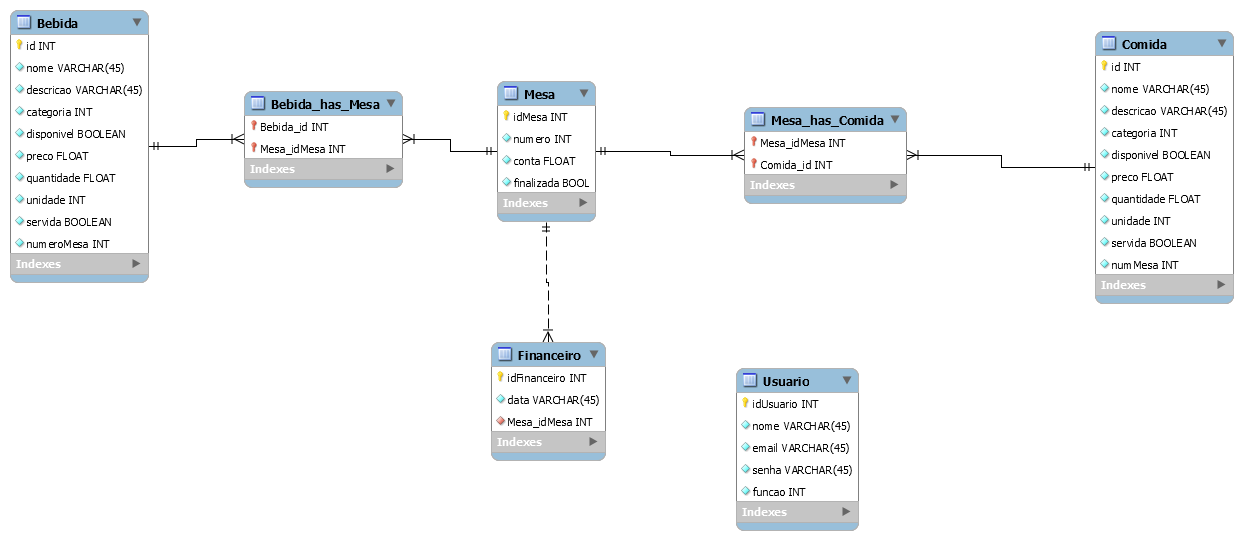 Bebida
id INT
nome VARCHAR(45)
descricao VARCHAR(45)
categoria INT
disponivel BOOLEAN
preco FLOAT
quantidade FLOAT
unidade INT
servida BOOLEAN
numeroMesa INT
Indexes
Bebida_has_Mesa
Bebida_id INT
Mesa_idMesa INT
Indexes
Mesa
idMesa INT
numero INT
conta FLOAT
finalizada BOOL
Indexes
Mesa_has_Comida
Mesa_idMesa INT
Comida_id INT
Indexes
Comida
id INT
nome VARCHAR(45)
descricao VARCHAR(45)
categoria INT
disponivel BOOLEAN
preco FLOAT
quantidade FLOAT
unidade INT
servida BOOLEAN
numMesa INT
Indexes
Financeiro
idFinanceiro INT
data VARCHAR(45)
Mesa_idMesa INT
Indexes
Usuario
idUsuario INT
nome VARCHAR(45)
email VARCHAR(45)
senha VARCHAR(45)
funcao INT
Indexes